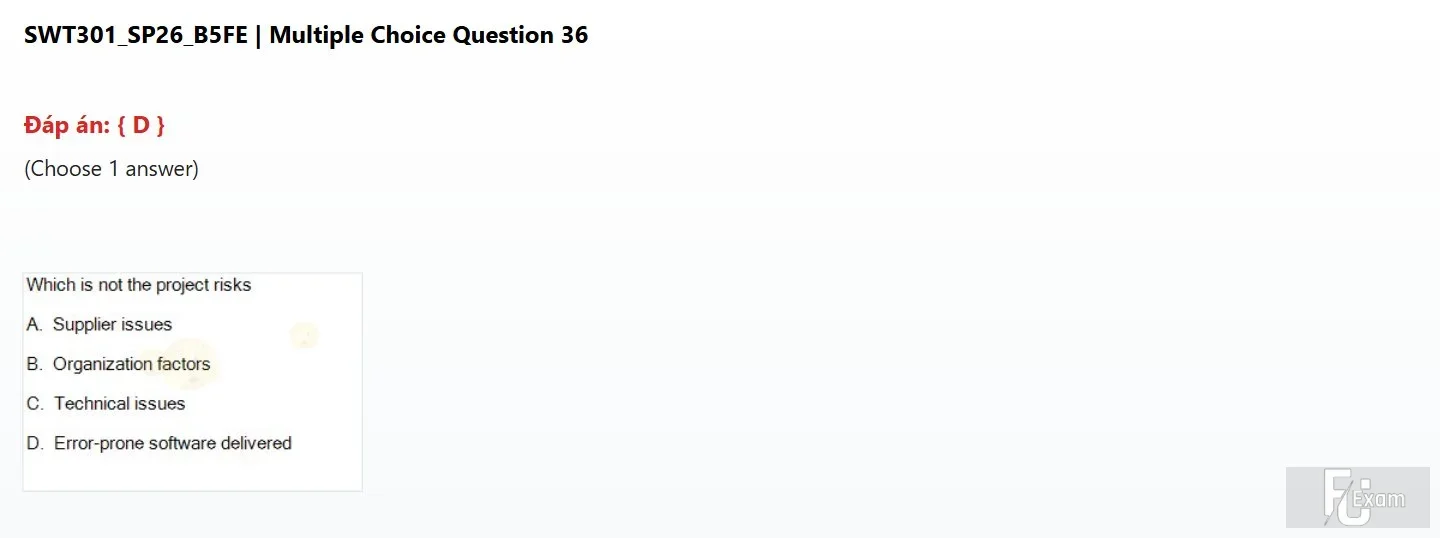 SWT301_SP26_B5FE | Multiple Choice Question 36
Đáp án: { D }
(Choose 1 answer)
Which is not the project risks
A. Supplier issues
B. Organization factors
C. Technical issues
D. Error-prone software delivered
FU Exam